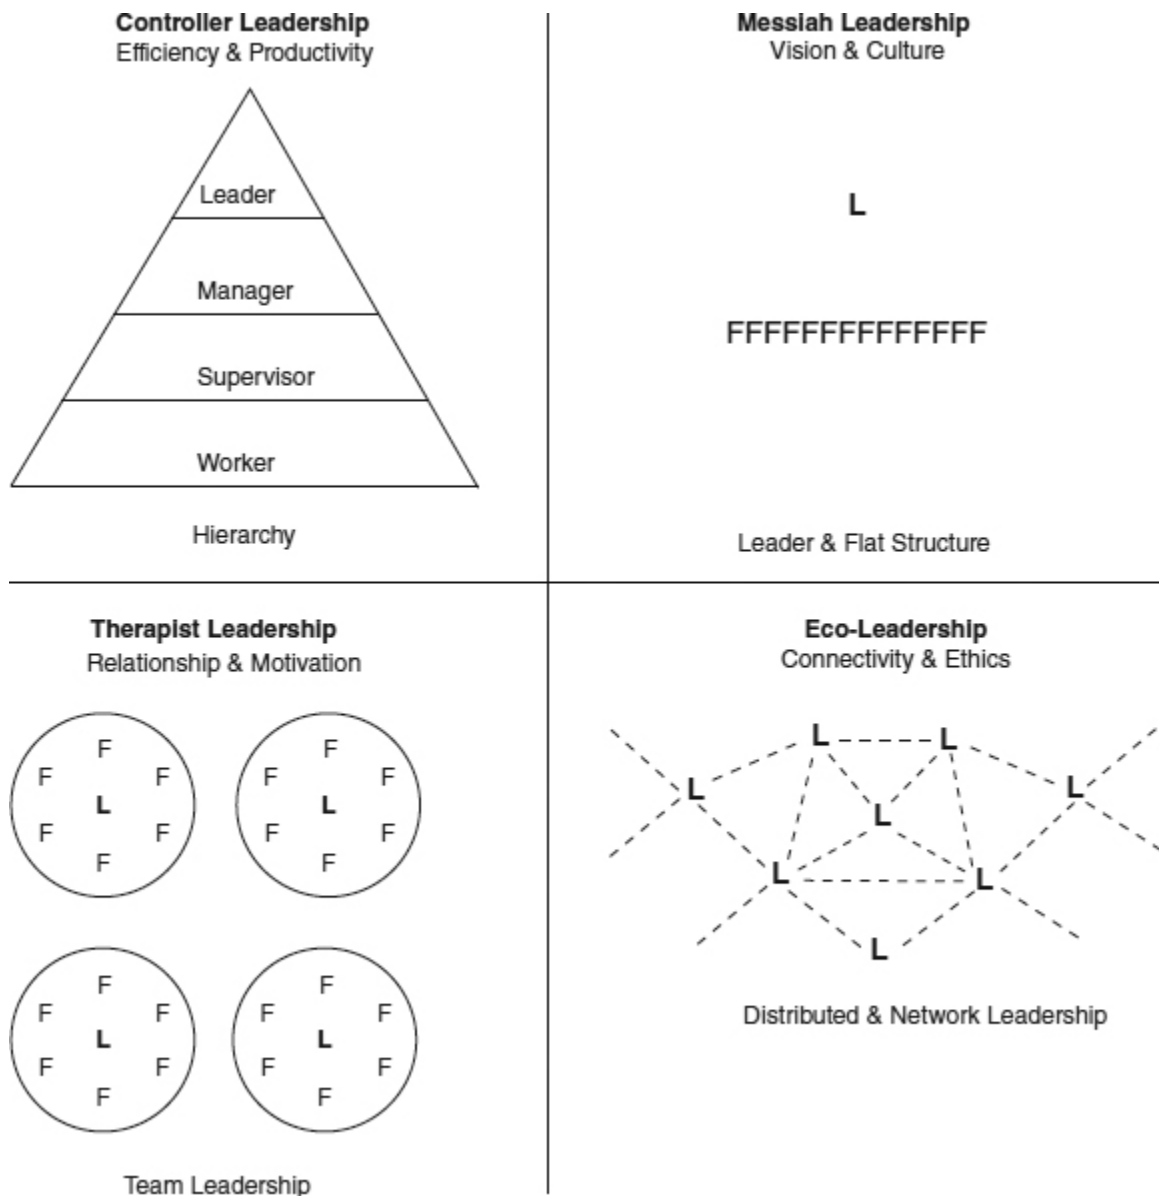 Controller Leadership
Efficiency & Productivity
Leader
Manager
Supervisor
Worker
Hierarchy
Messiah Leadership
Vision & Culture
L
FFFFFFFFFFFFFF
Leader & Flat Structure
Therapist Leadership
Relationship & Motivation
F
F F
L
F F
F
F
F F
L
F F
F
F
F F
L
F F
F
F
F F
L
F F
F
Team Leadership
Eco-Leadership
Connectivity & Ethics
L L
L L
L
L L
L
Distributed & Network Leadership